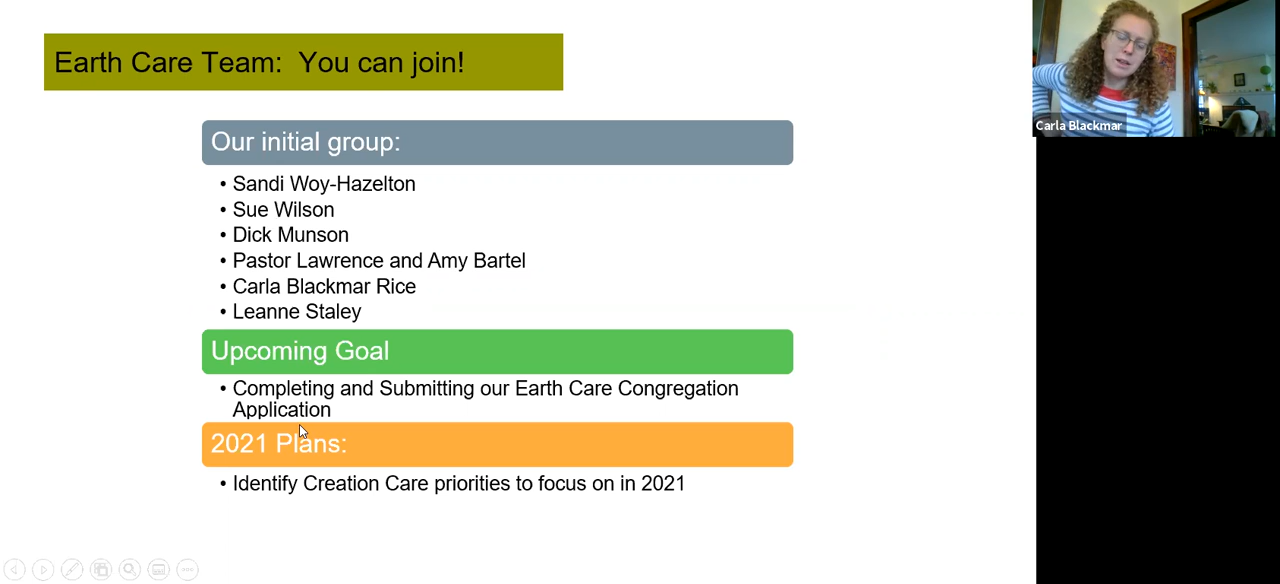 Earth Care Team:  You can join!
Carla Blackmar
Our initial group:
• Sandi Woy-Hazelton
• Sue Wilson
• Dick Munson
• Pastor Lawrence and Amy Bartel
• Carla Blackmar Rice
• Leanne Staley
Upcoming Goal
• Completing and Submitting our Earth Care Congregation
Application
2021 Plans:
• Identify Creation Care priorities to focus on in 2021